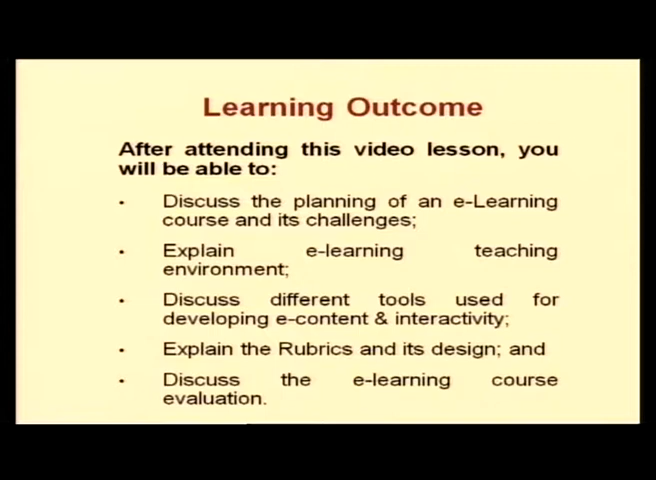 Learning Outcome
After attending this video lesson, you
will be able to:
• Discuss the planning of an e-Learning
course and its challenges;
• Explain e-learning teaching
environment;
• Discuss different tools used for
developing e-content & interactivity;
• Explain the Rubrics and its design; and
• Discuss the e-learning course
evaluation.